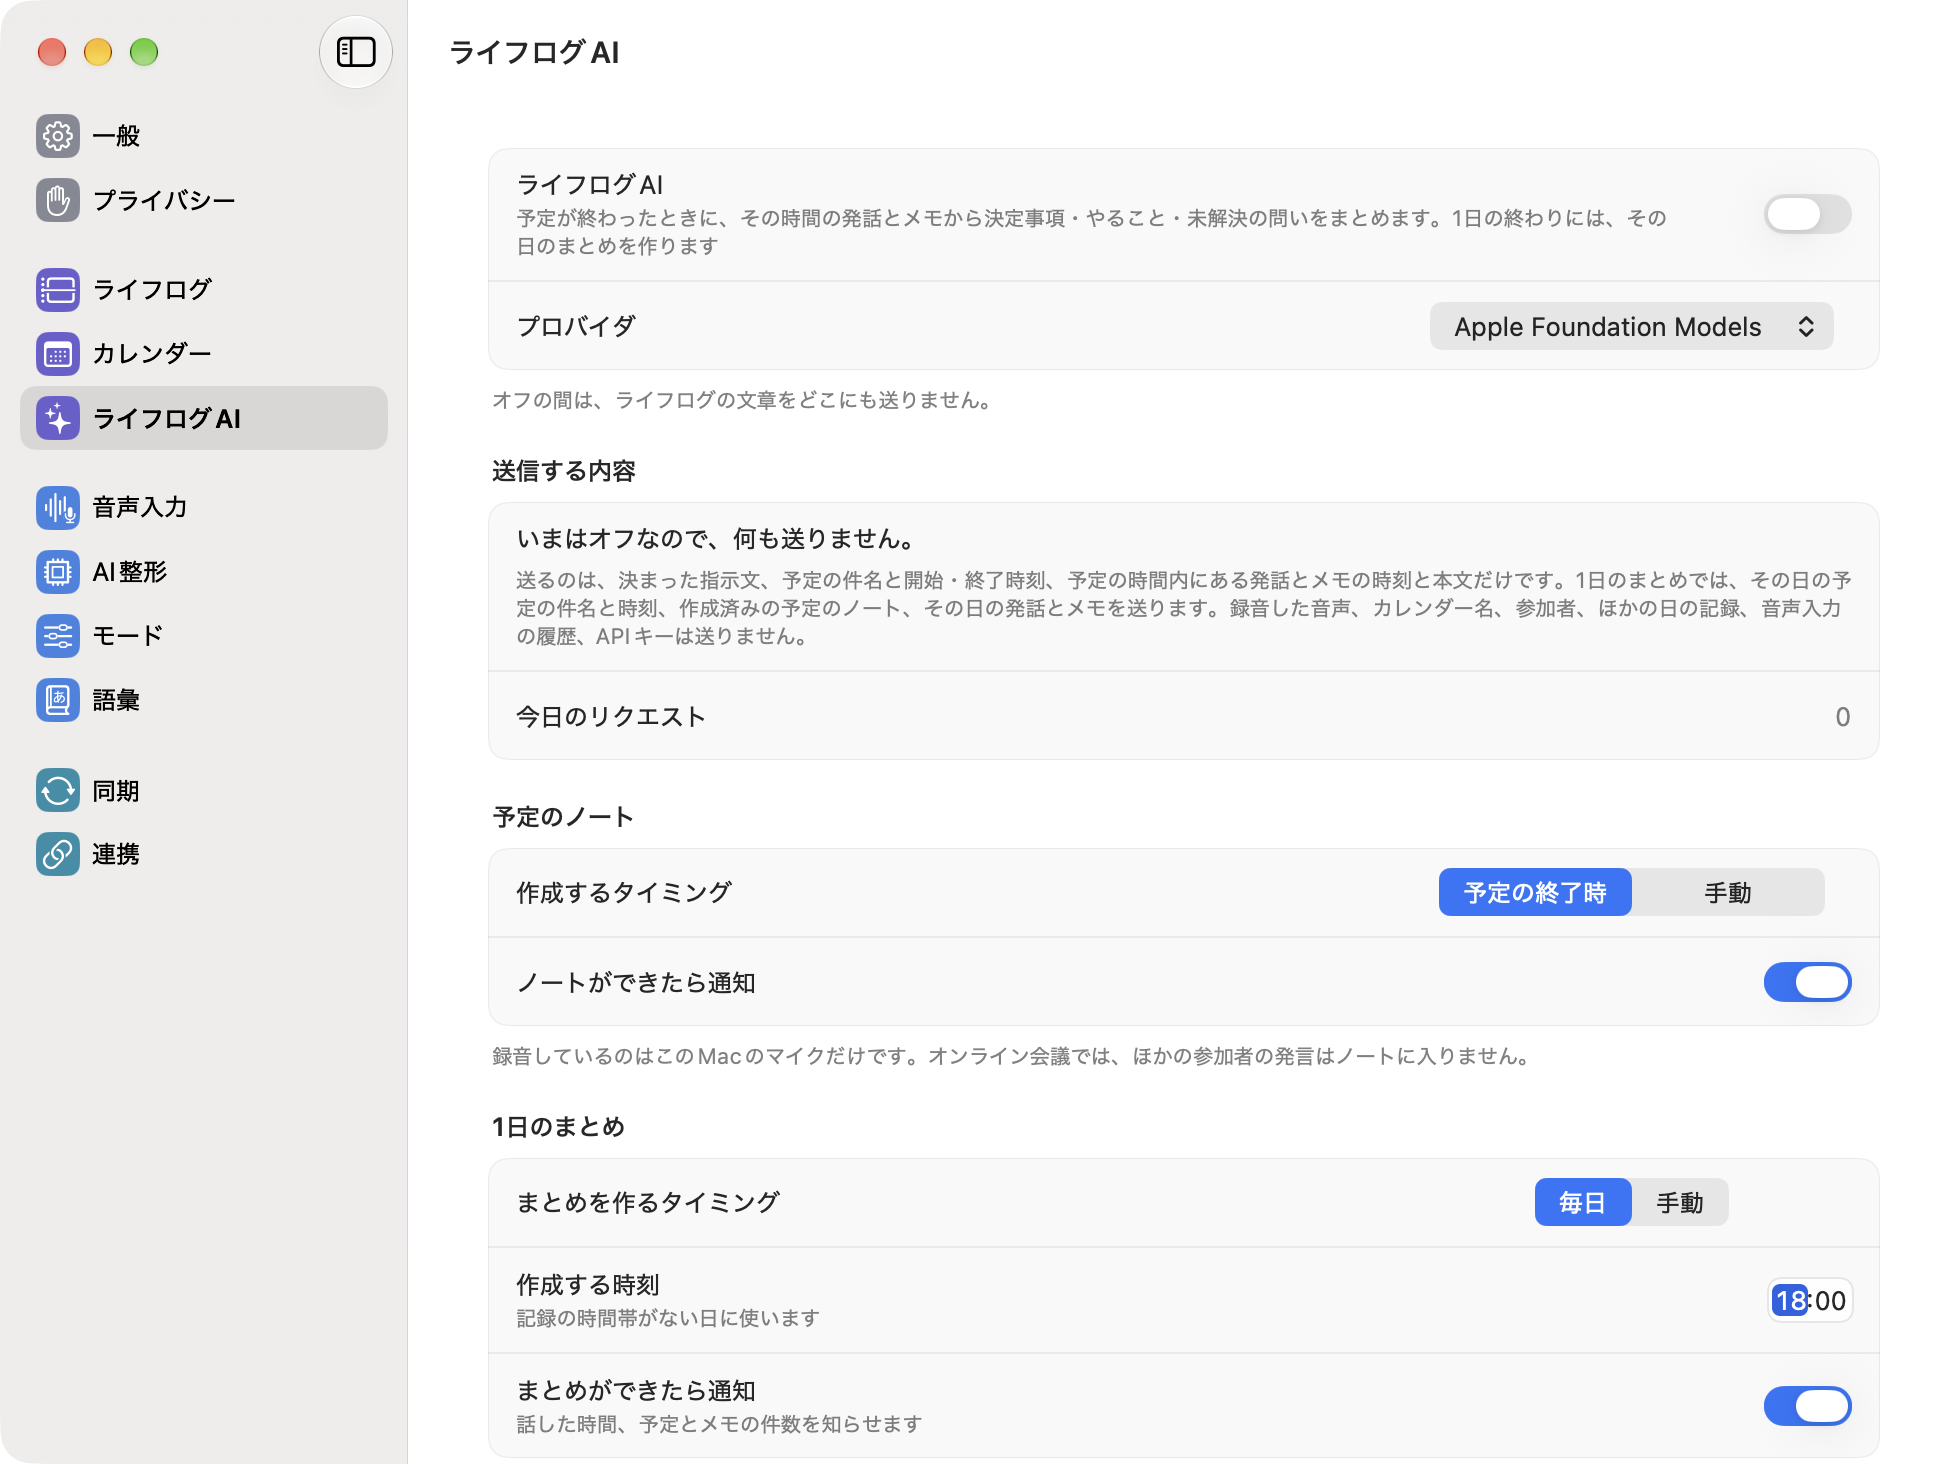 ライフログAI
一般
プライバシー
ライフログ
カレンダー
ライフログAI
音声入力
AI整形
モード
語彙
同期
連携
ライフログAI
予定が終わったときに、その時間の発話とメモから決定事項・やること・未解決の問いをまとめます。1日の終わりには、その
日のまとめを作ります
プロバイダ
Apple Foundation Models
オフの間は、ライフログの文章をどこにも送りません。
送信する内容
いまはオフなので、何も送りません。
送るのは、決まった指示文、予定の件名と開始・終了時刻、予定の時間内にある発話とメモの時刻と本文だけです。1日のまとめでは、その日の予
定の件名と時刻、作成済みの予定のノート、その日の発話とメモを送ります。録音した音声、カレンダー名、参加者、ほかの日の記録、音声入力
の履歴、APIキーは送りません。
今日のリクエスト
0
予定のノート
作成するタイミング
予定の終了時
手動
ノートができたら通知
録音しているのはこのMacのマイクだけです。オンライン会議では、ほかの参加者の発言はノートに入りません。
1日のまとめ
まとめを作るタイミング
毎日
手動
作成する時刻
記録の時間帯がない日に使います
18:00
まとめができたら通知
話した時間、予定とメモの件数を知らせます